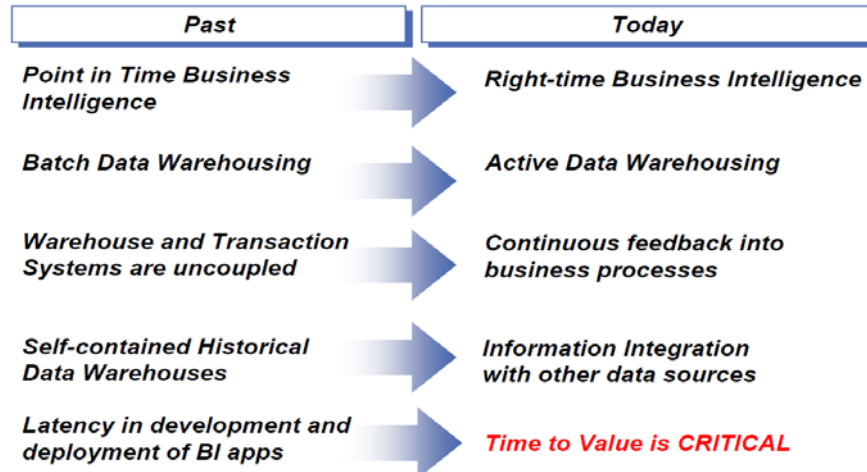 Past
Today
Point in Time Business
Intelligence
Right-time Business Intelligence
Batch Data Warehousing
Active Data Warehousing
Warehouse and Transaction
Systems are uncoupled
Continuous feedback into
business processes
Self-contained Historical
Data Warehouses
Information Integration
with other data sources
Latency in development and
deployment of BI apps
Time to Value is CRITICAL